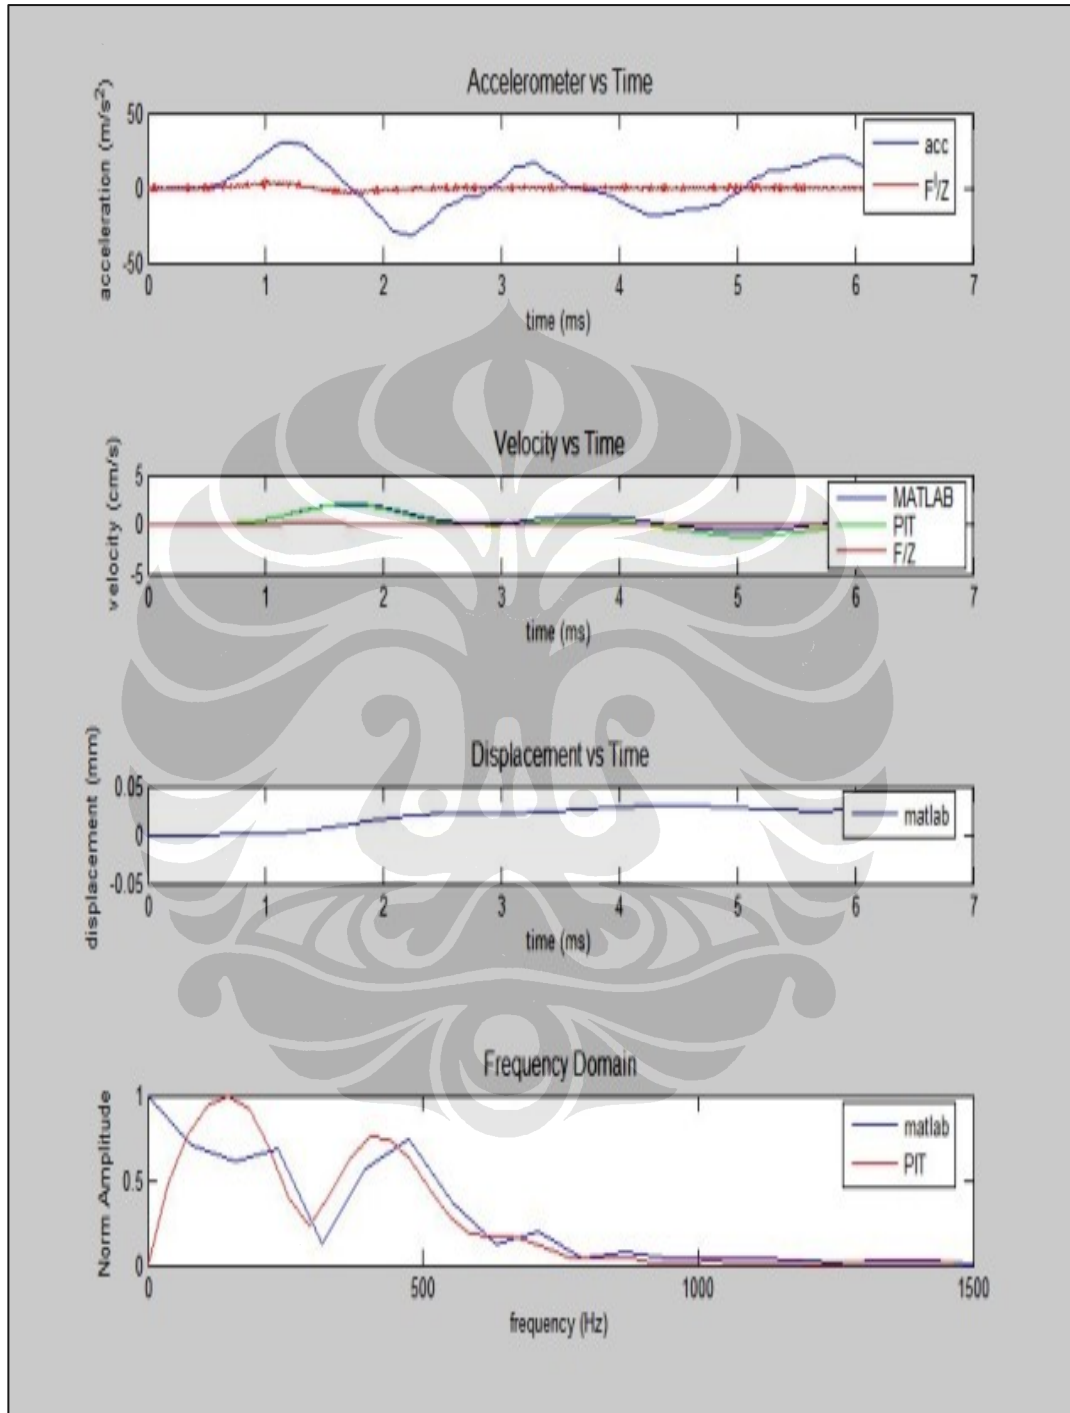 Accelerometer vs Time
acceleration (m/s²)
50
0
-50
acc
F/Z
0 1 2 3 4 5 6 7
time (ms)
Velocity vs Time
velocity (cm/s)
5
0
-5
MATLAB
PIT
F/Z
0 1 2 3 4 5 6 7
time (ms)
Displacement vs Time
displacement (mm)
0.05
0
-0.05
matlab
0 1 2 3 4 5 6 7
time (ms)
Frequency Domain
Norm Amplitude
1
0.5
0
matlab
PIT
0 500 1000 1500
frequency (Hz)